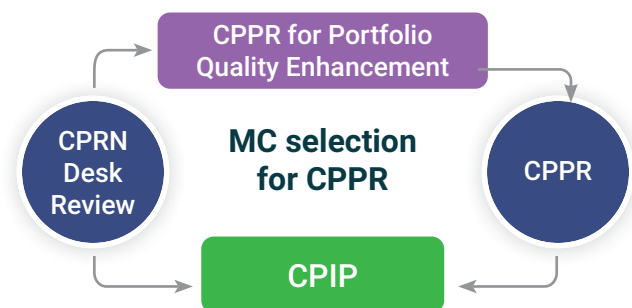 CPPR for Portfolio
Quality Enhancement
CPRN
Desk
Review
MC selection
for CPPR
CPPR
CPIP